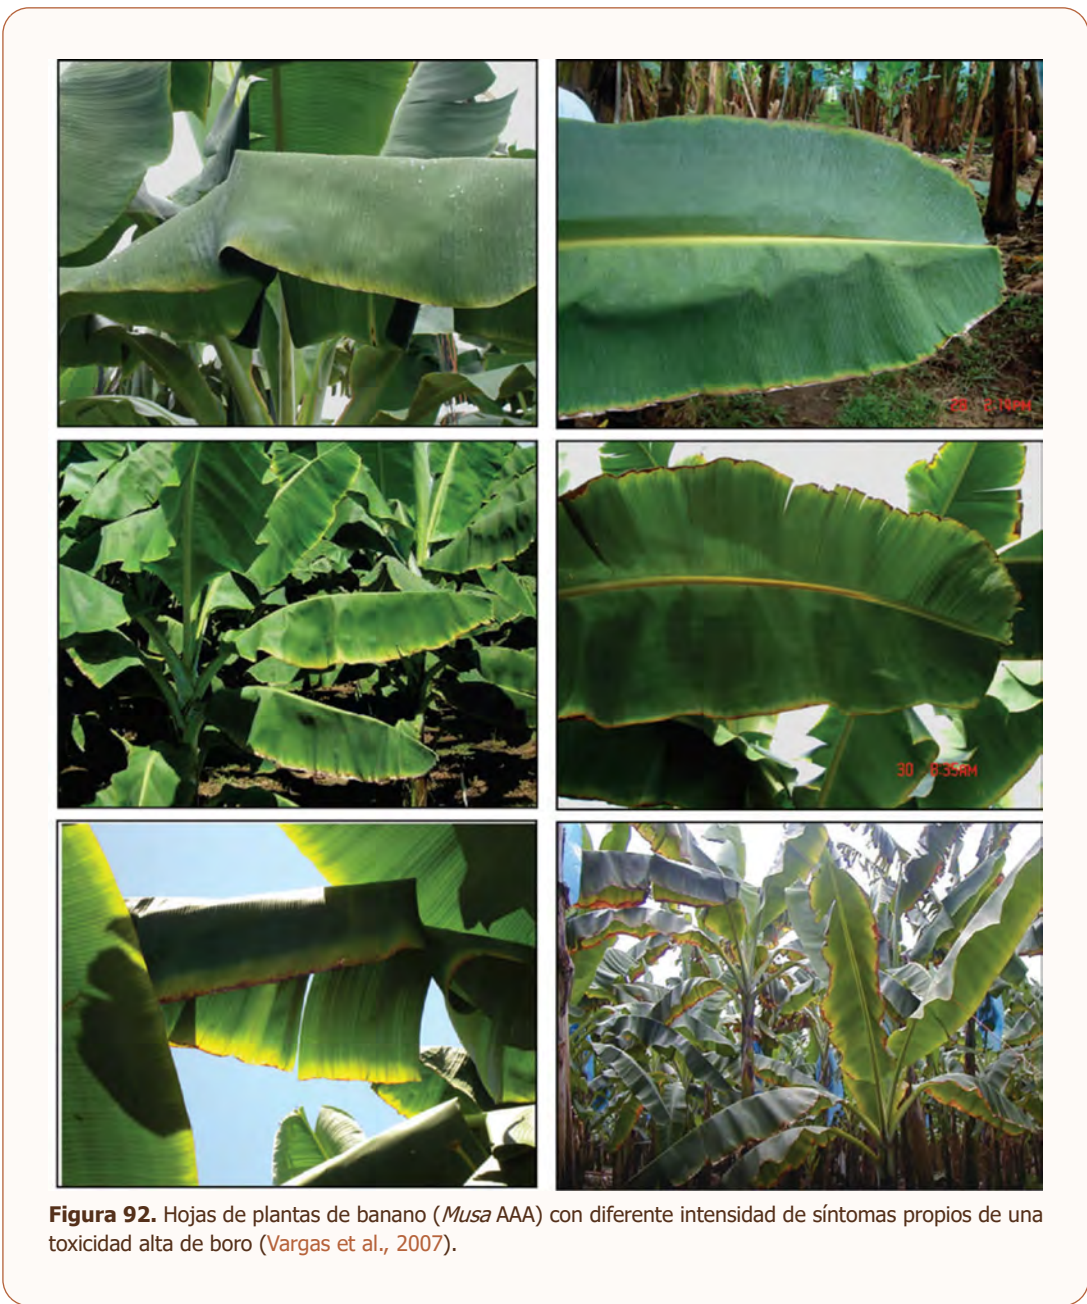 28 2:19PM
30 8:35AM
Figura 92. Hojas de plantas de banano (Musa AAA) con diferente intensidad de síntomas propios de una
toxicidad alta de boro (Vargas et al., 2007).